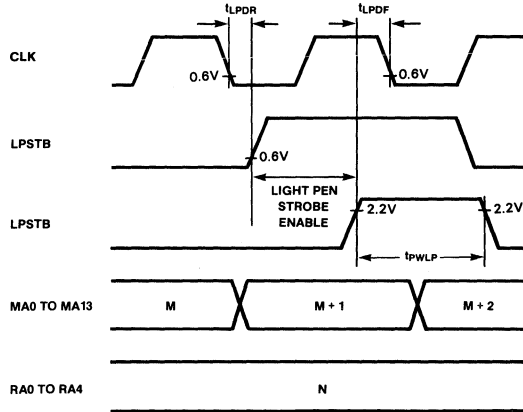 tLPDR
tLPDF
CLK
0.6V
0.6V
LPSTB
0.6V
LIGHT PEN
STROBE
ENABLE
LPSTB
2.2V
2.2V
tPWLP
MA0 TO MA13
M
M + 1
M + 2
RA0 TO RA4
N